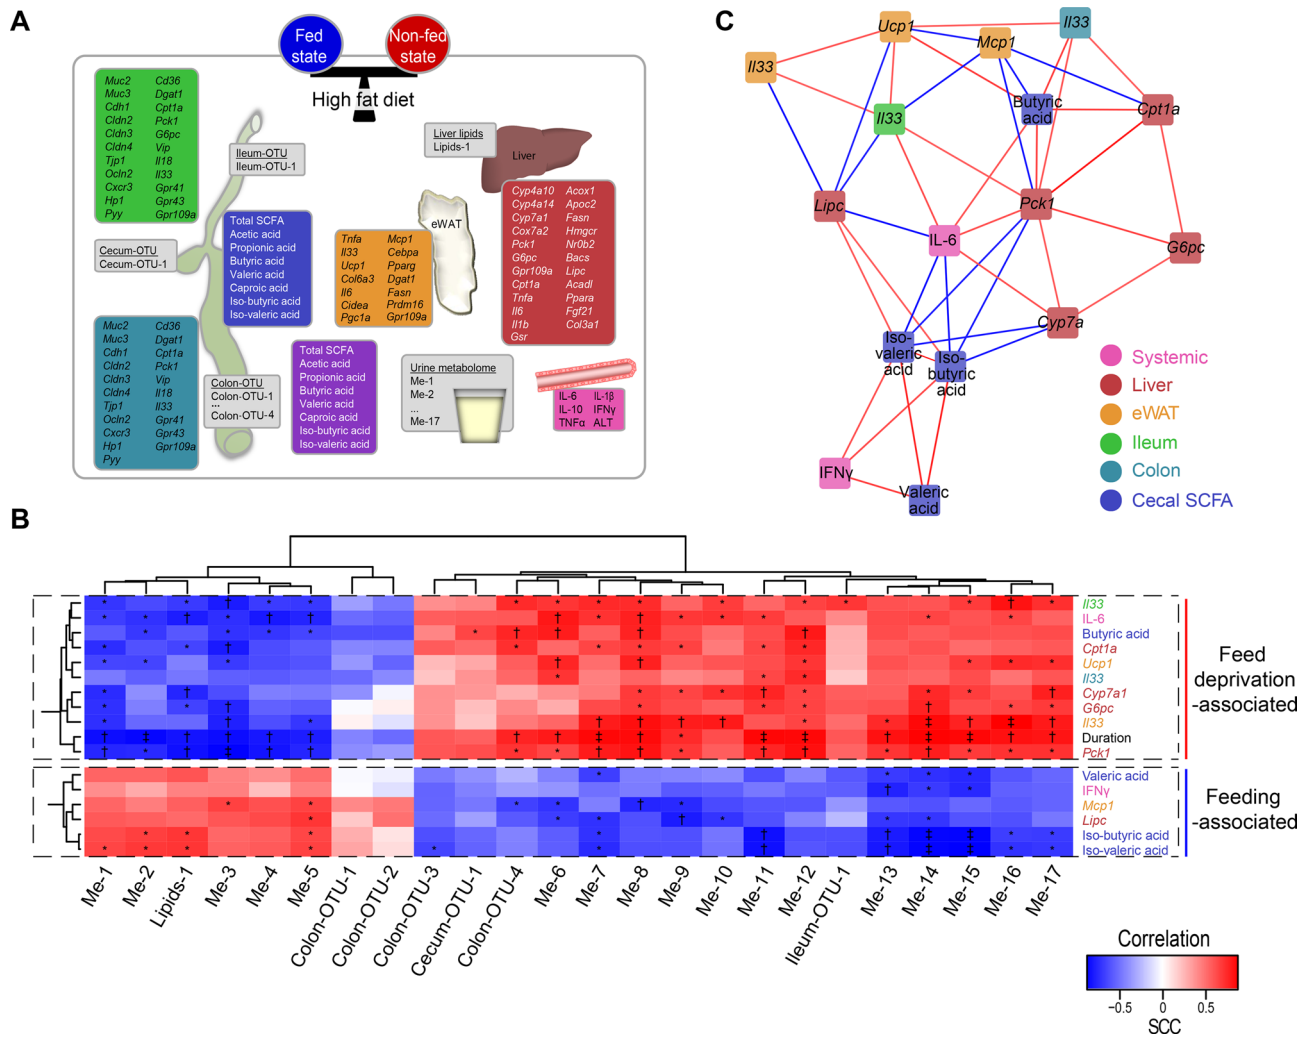 A
Fed
state
Non-fed
state
High fat diet
Muc2 Cd36
Muc3 Dgat1
Cdh1 Cpt1a
Cldn2 Pck1
Cldn3 G6pc
Cldn4 Vip
Tjp1 Il18
Ocln2 Il33
Cxcr3 Gpr41
Hp1 Gpr43
Pyy Gpr109a
Ileum-OTU
Ileum-OTU-1
Cecum-OTU
Cecum-OTU-1
Total SCFA
Acetic acid
Propionic acid
Butyric acid
Valeric acid
Caproic acid
Iso-butyric acid
Iso-valeric acid
Liver lipids
Lipids-1
Liver
eWAT
Tnfa Mcp1
Il33 Cebpa
Ucp1 Pparg
Col6a3 Dgat1
Il6 Fasn
Cidea Prdm16
Pgc1a Gpr109a
Cyp4a10 Acox1
Cyp4a14 Apoc2
Cyp7a1 Fasn
Cox7a2 Hmgcr
Pck1 Nr0b2
G6pc Bacs
Gpr109a Lipc
Cpt1a Acadl
Tnfa Ppara
Il6 Fgf21
Il1b Col3a1
Gsr
Muc2 Cd36
Muc3 Dgat1
Cdh1 Cpt1a
Cldn2 Pck1
Cldn3 Vip
Cldn4 Il18
Tjp1 Il33
Ocln2 Gpr41
Cxcr3 Gpr43
Hp1 Gpr109a
Pyy
Colon-OTU
Colon-OTU-1
...
Colon-OTU-4
Total SCFA
Acetic acid
Propionic acid
Butyric acid
Valeric acid
Caproic acid
Iso-butyric acid
Iso-valeric acid
Urine metabolome
Me-1
Me-2
...
Me-17
IL-6 IL-1β
IL-10 IFNγ
TNFα ALT
C
Ucp1
Il33
Mcp1
Il33
Butyric
acid
Cpt1a
Il33
Lipc
Pck1
IL-6
G6pc
Cyp7a
Iso-
valeric
acid
Iso-
butyric
acid
IFNγ
Valeric
acid
Systemic
Liver
eWAT
Ileum
Colon
Cecal SCFA
B
Il33
IL-6
Butyric acid
Cpt1a
Ucp1
Il33
Cyp7a1
G6pc
Il33
Duration
Pck1
Feed
deprivation
-associated
Valeric acid
IFNγ
Mcp1
Lipc
Iso-butyric acid
Iso-valeric acid
Feeding
-associated
Me-1
Me-2
Lipids-1
Me-3
Me-4
Me-5
Colon-OTU-1
Colon-OTU-2
Colon-OTU-3
Cecum-OTU-1
Colon-OTU-4
Me-6
Me-7
Me-8
Me-9
Me-10
Me-11
Me-12
Ileum-OTU-1
Me-13
Me-14
Me-15
Me-16
Me-17
Correlation
−0.5 0 0.5
SCC